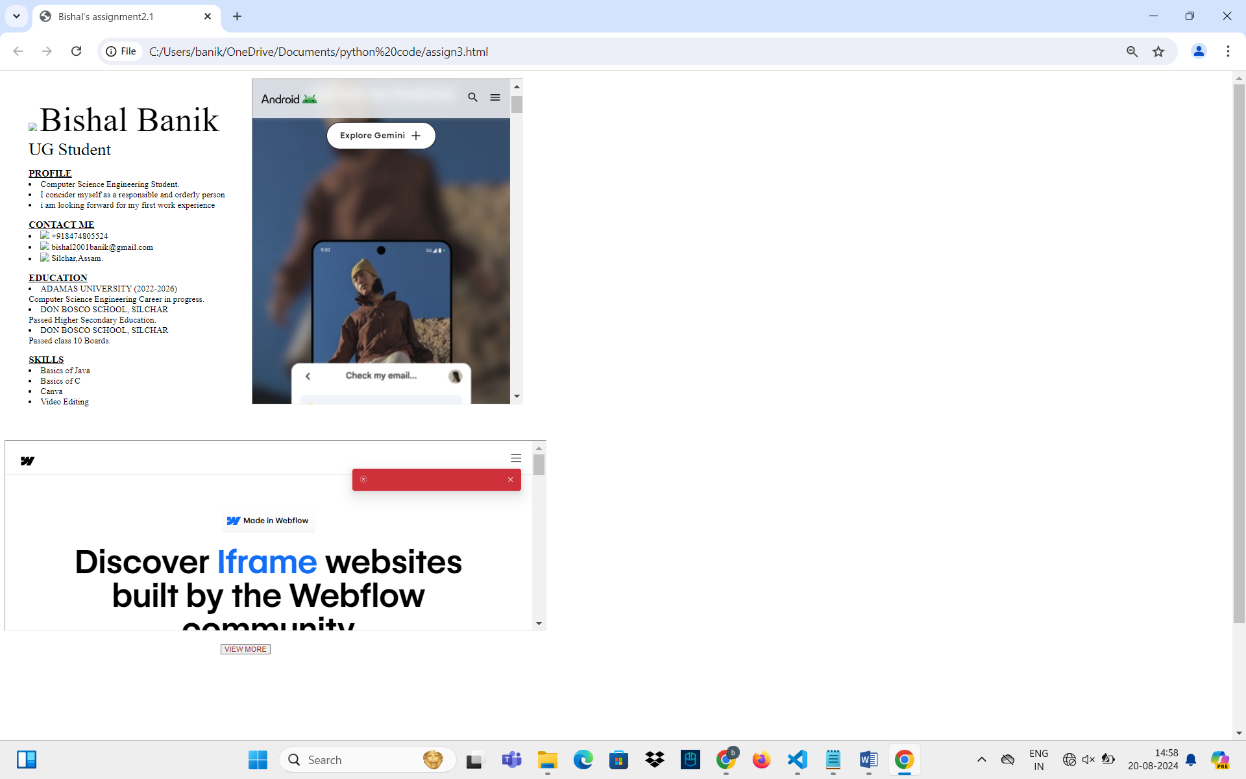 Bishal's assignment2.1
File
C:/Users/banik/OneDrive/Documents/python%20code/assign3.html
Bishal Banik
UG Student
PROFILE
Computer Science Engineering Student.
I concider myself as a responsible and orderly person
i am looking forward for my first work experience
CONTACT ME
+918474805524
bishal2001banik@gmail.com
Silchar,Assam.
EDUCATION
ADAMAS UNIVERSITY (2022-2026)
Computer Science Engineering Career in progress.
DON BOSCO SCHOOL, SILCHAR
Passed Higher Secondary Education.
DON BOSCO SCHOOL, SILCHAR
Passed class 10 Boards.
SKILLS
Basics of Java
Basics of C
Canva
Video Editing
Android
Explore Gemini
9:30
5G
Check my email...
Made in Webflow
Discover Iframe websites
built by the Webflow
community
VIEW MORE
Search
b
ENG
IN
14:58
20-08-2024
PRE